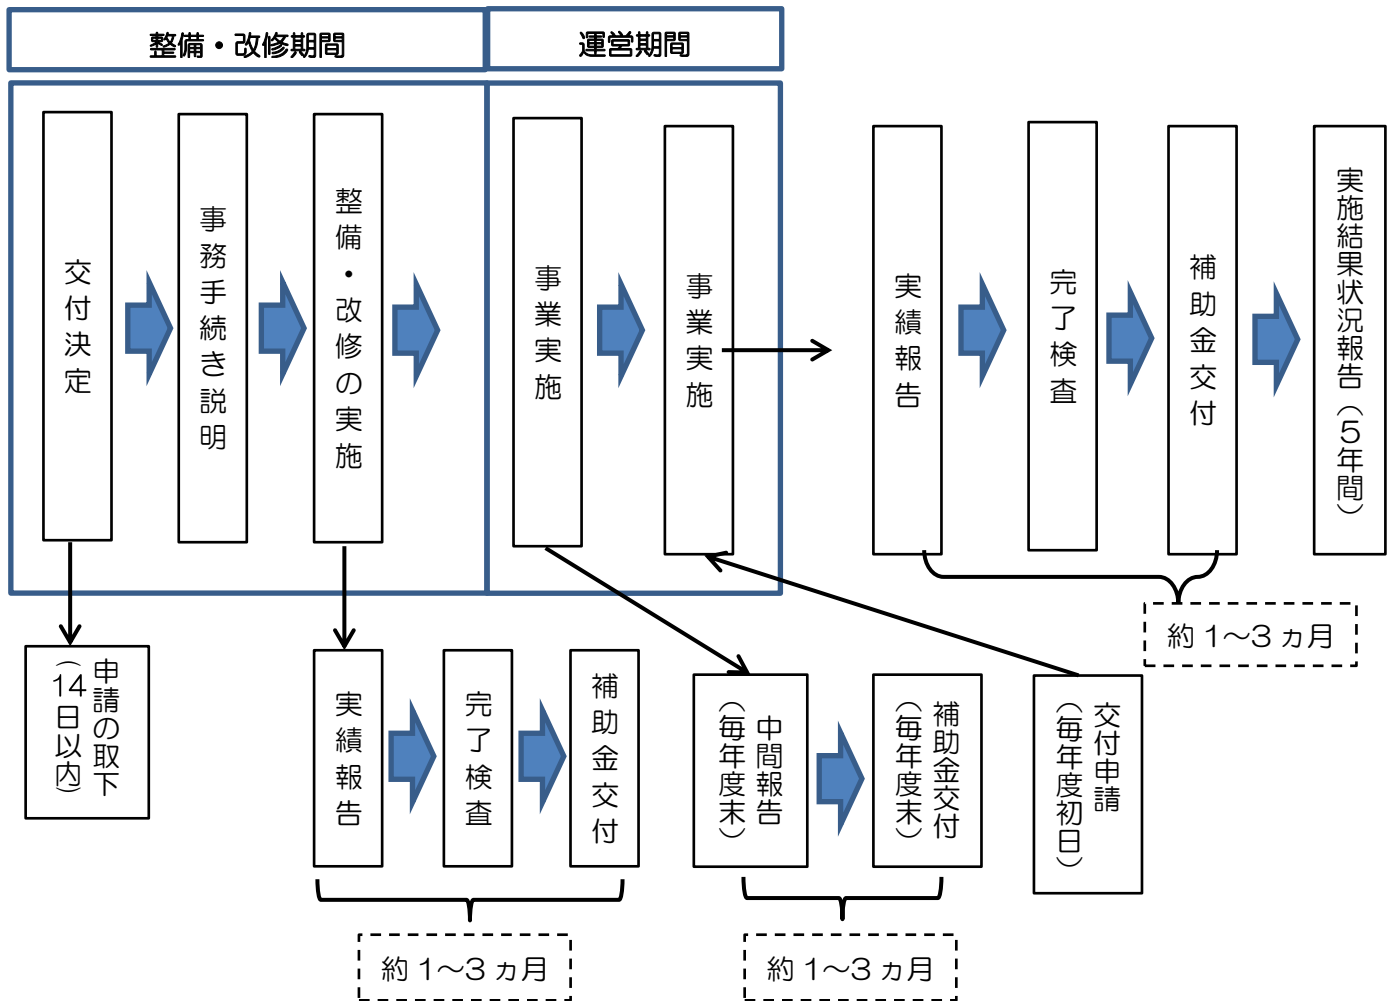 整備・改修期間
運営期間
交付決定
事務手続き説明
整備・改修の実施
事業実施
事業実施
実績報告
完了検査
補助金交付
実施結果状況報告（5年間）
約1～3ヵ月
申請の取下
（14日以内）
実績報告
完了検査
補助金交付
中間報告
（毎年度末）
補助金交付
（毎年度末）
交付申請
（毎年度初日）
約1～3ヵ月
約1～3ヵ月